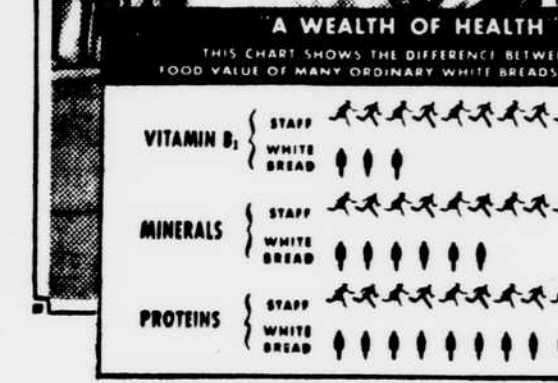 A WEALTH OF HEALTH
THIS CHART SHOWS THE DIFFERENCE BETWE
FOOD VALUE OF MANY ORDINARY WHITE BREADS
VITAMIN B₁
STAFF
WHITE
BREAD
MINERALS
STAFF
WHITE
BREAD
PROTEINS
STAFF
WHITE
BREAD